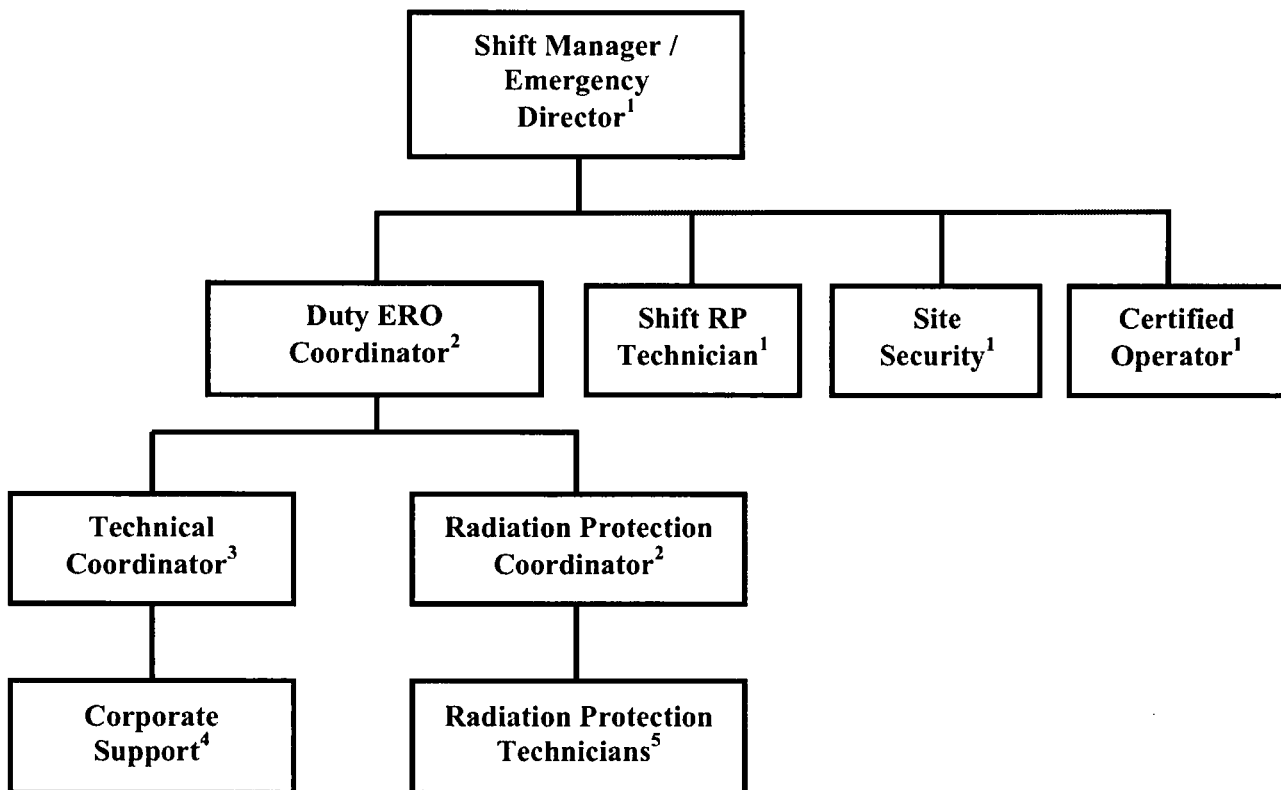 Shift Manager /
Emergency
Director¹
Duty ERO
Coordinator²
Shift RP
Technician¹
Site
Security¹
Certified
Operator¹
Technical
Coordinator³
Radiation Protection
Coordinator²
Corporate
Support⁴
Radiation Protection
Technicians⁵